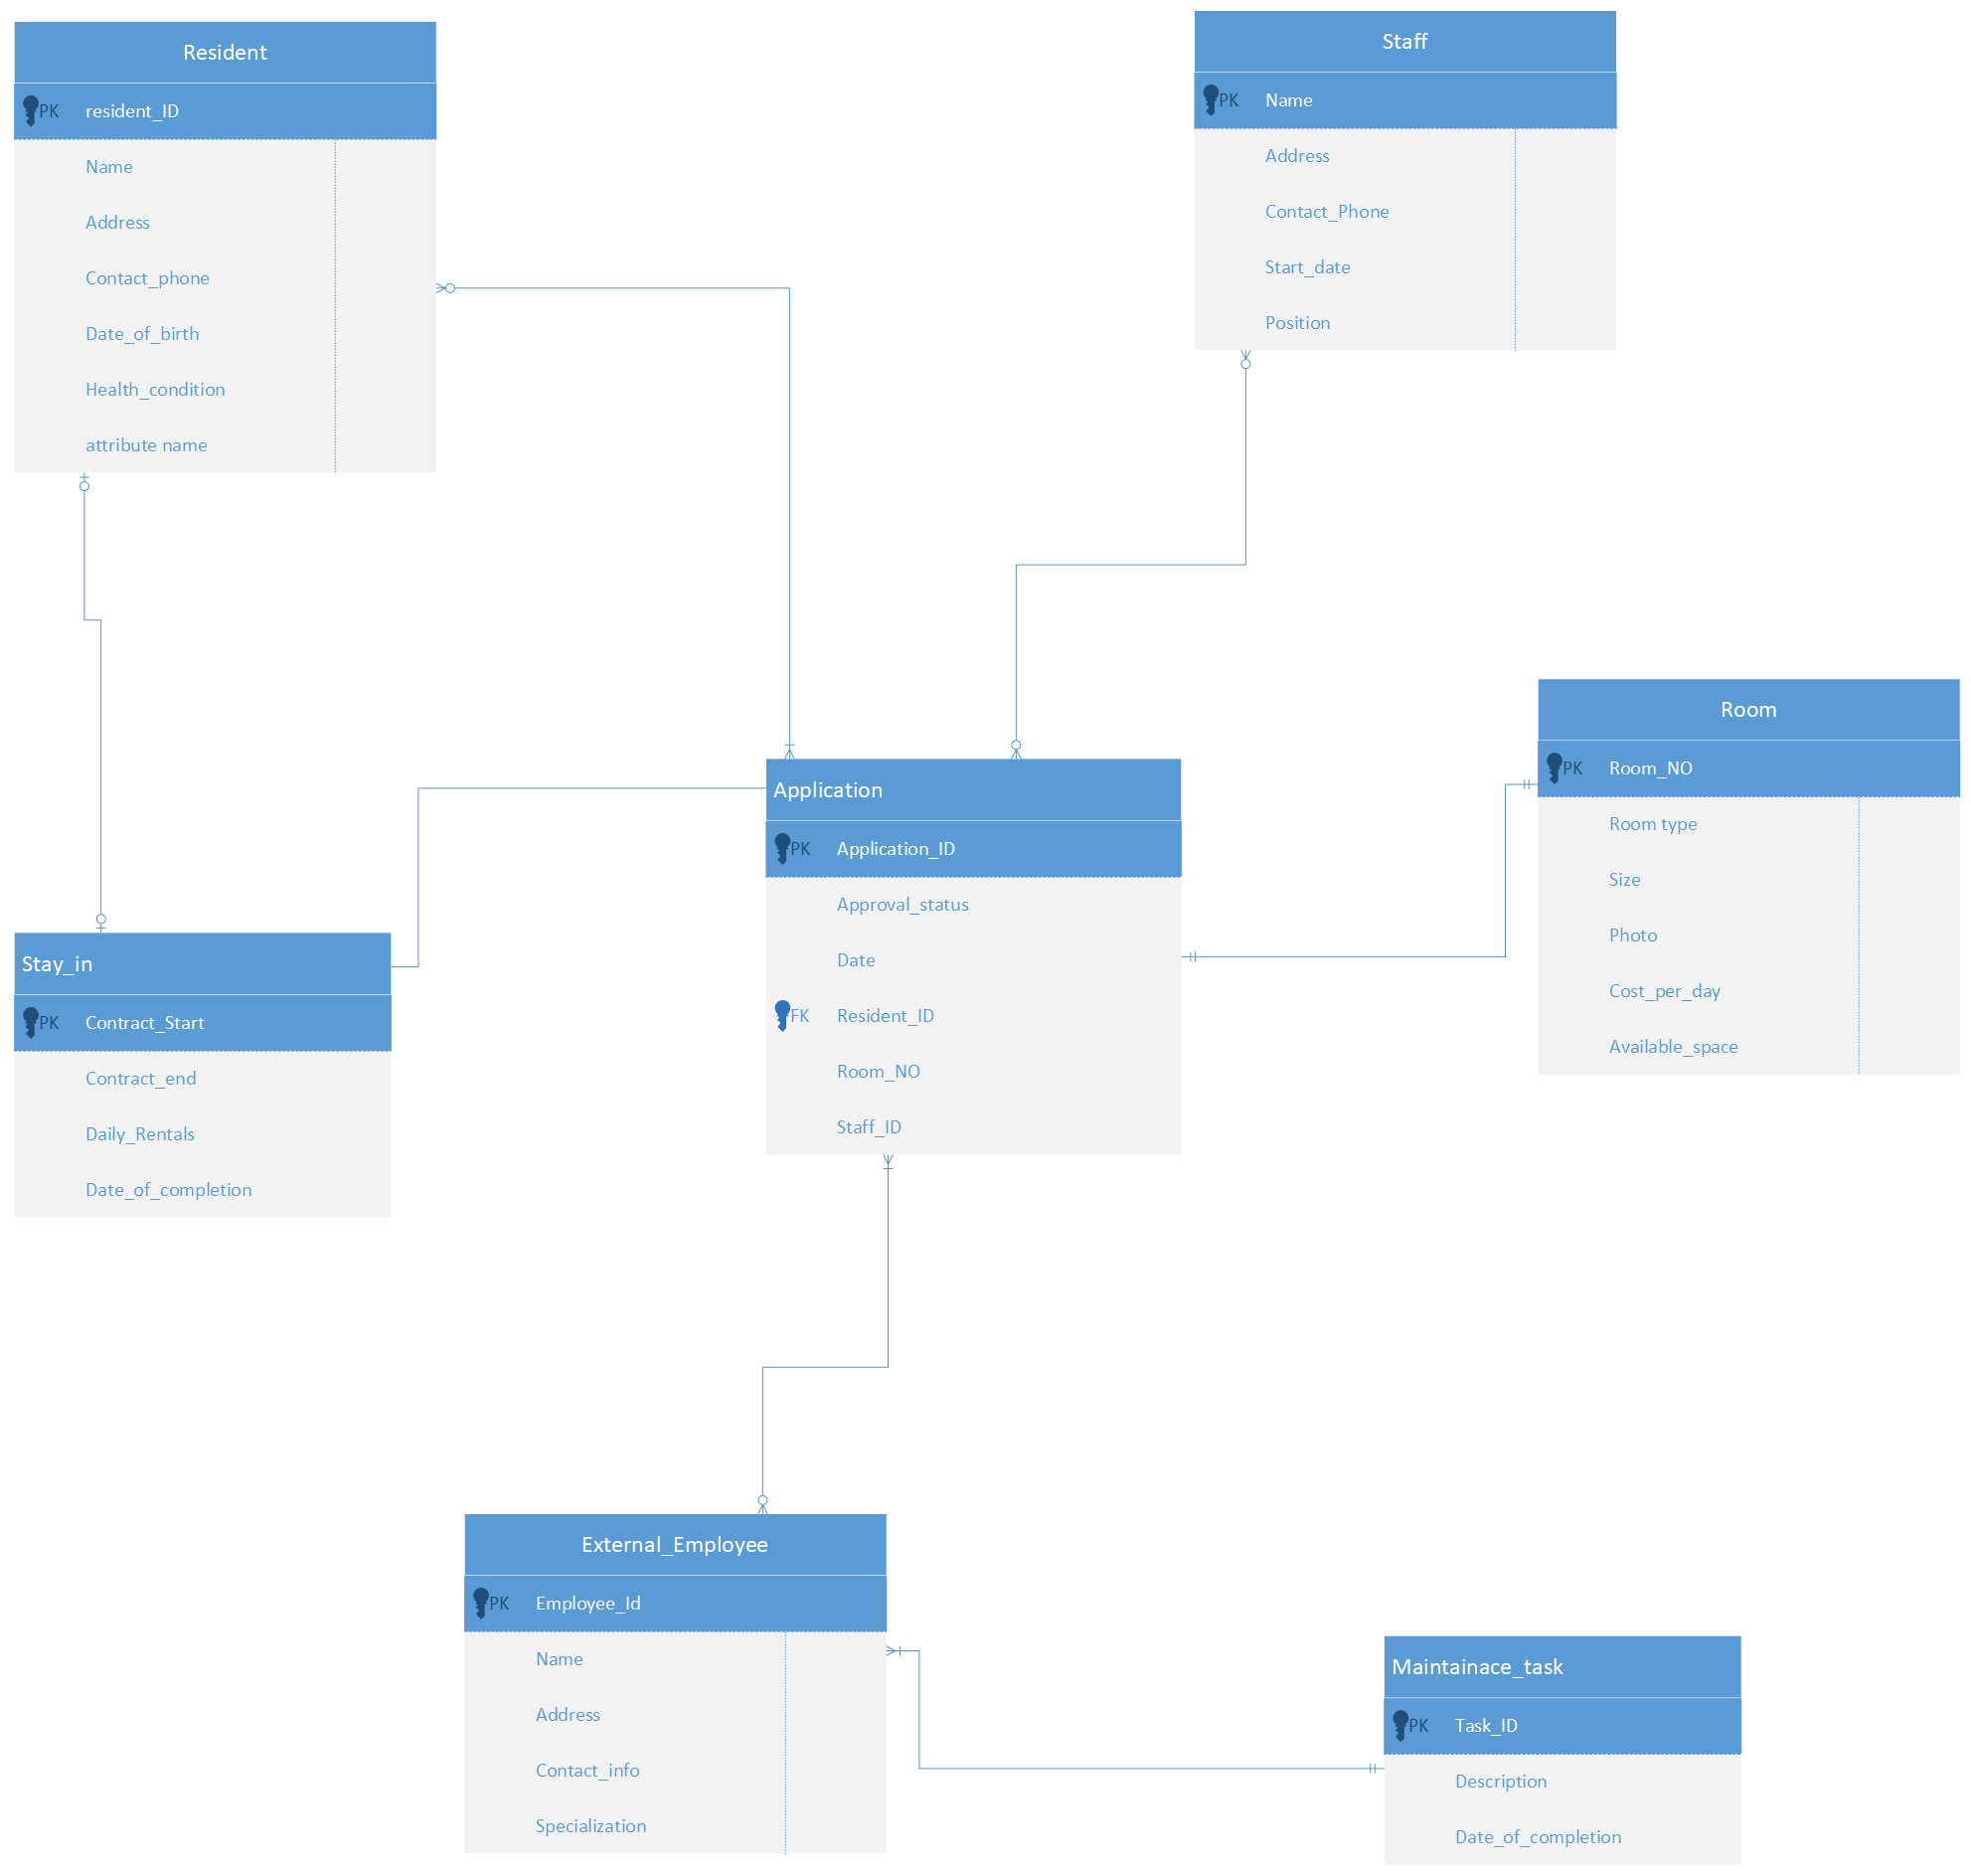 Resident
PK resident_ID
Name
Address
Contact_phone
Date_of_birth
Health_condition
attribute name
Staff
PK Name
Address
Contact_Phone
Start_date
Position
Room
PK Room_NO
Room type
Size
Photo
Cost_per_day
Available_space
Application
PK Application_ID
Approval_status
Date
FK Resident_ID
Room_NO
Staff_ID
Stay_in
PK Contract_Start
Contract_end
Daily_Rentals
Date_of_completion
External_Employee
PK Employee_Id
Name
Address
Contact_info
Specialization
Maintainace_task
PK Task_ID
Description
Date_of_completion